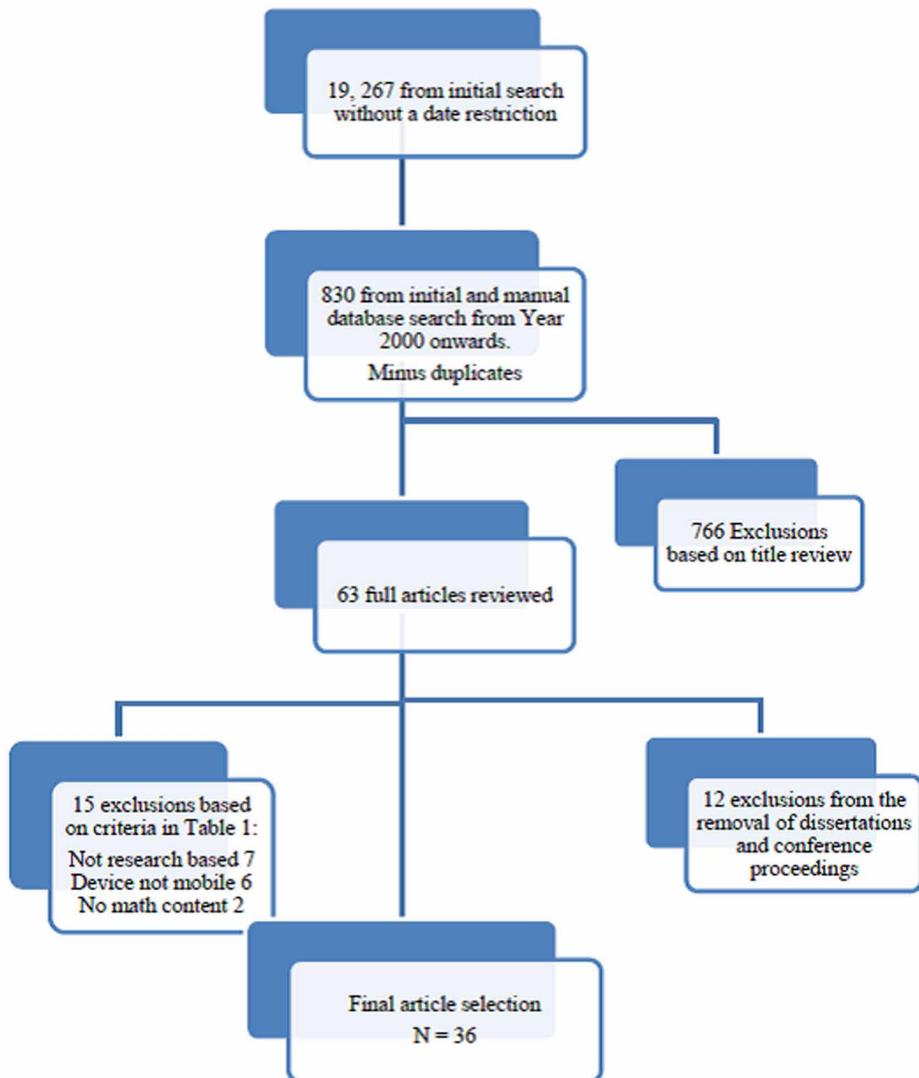 19, 267 from initial search
without a date restriction
830 from initial and manual
database search from Year
2000 onwards.
Minus duplicates
766 Exclusions
based on title review
63 full articles reviewed
15 exclusions based
on criteria in Table 1:
Not research based 7
Device not mobile 6
No math content 2
12 exclusions from the
removal of dissertations
and conference
proceedings
Final article selection
N = 36